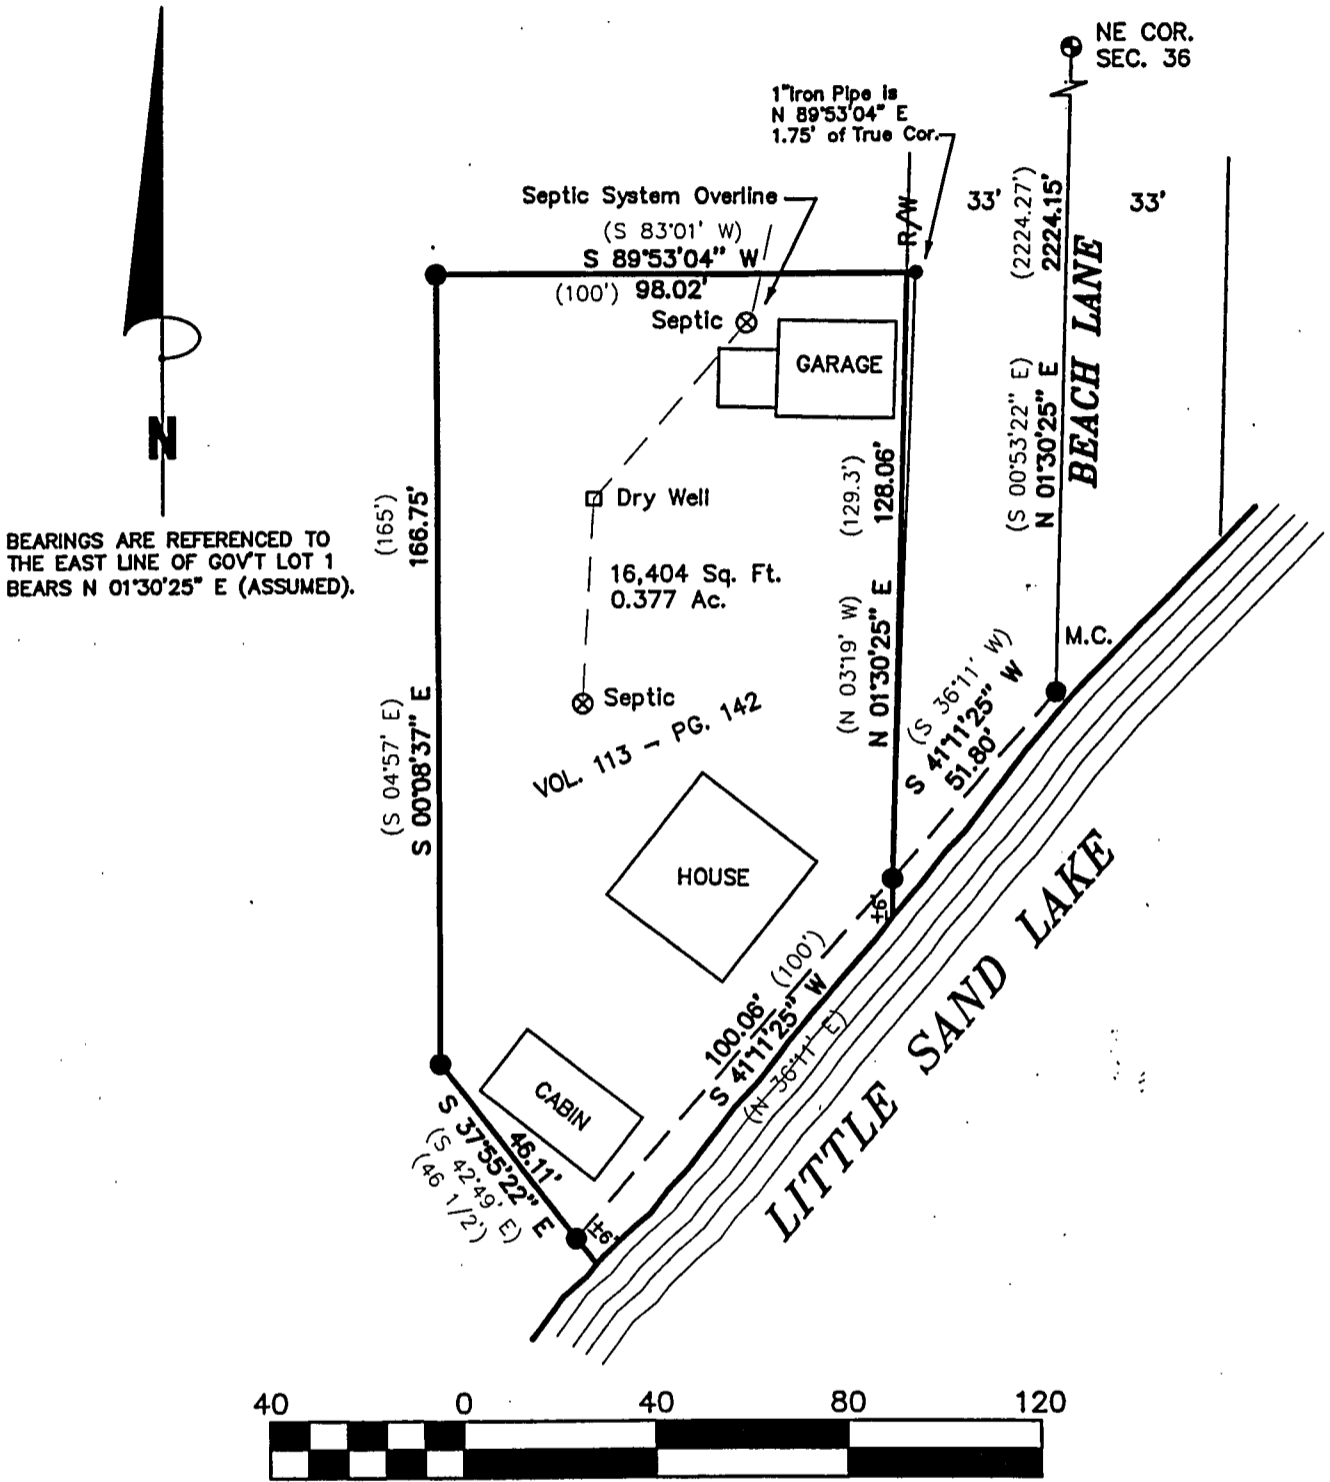 NE COR.
SEC. 36
1"Iron Pipe is
N 89°53'04" E
1.75' of True Cor.
Septic System Overline
(S 83°01' W)
S 89°53'04" W
(100') 98.02'
R/W
33'
(2224.27')
2224.15'
33'
BEACH LANE
(S 00°53'22" E)
N 01°30'25" E
Septic
GARAGE
N
BEARINGS ARE REFERENCED TO
THE EAST LINE OF GOV'T LOT 1
BEARS N 01°30'25" E (ASSUMED).
(165')
166.75'
(S 04°57' E)
S 00°08'37" E
Dry Well
16,404 Sq. Ft.
0.377 Ac.
(129.3')
128.06'
(N 03°19' W)
N 01°30'25" E
M.C.
(S 36°11' W)
S 41°11'25" W
51.80'
Septic
VOL. 113 - PG. 142
HOUSE
±6'
100.06' (100')
S 41°11'25" W
(N 36°11' E)
LITTLE SAND LAKE
CABIN
46.11'
S 37°55'22" E
(S 42°49' E)
(46 1/2')
±6'
40 0 40 80 120